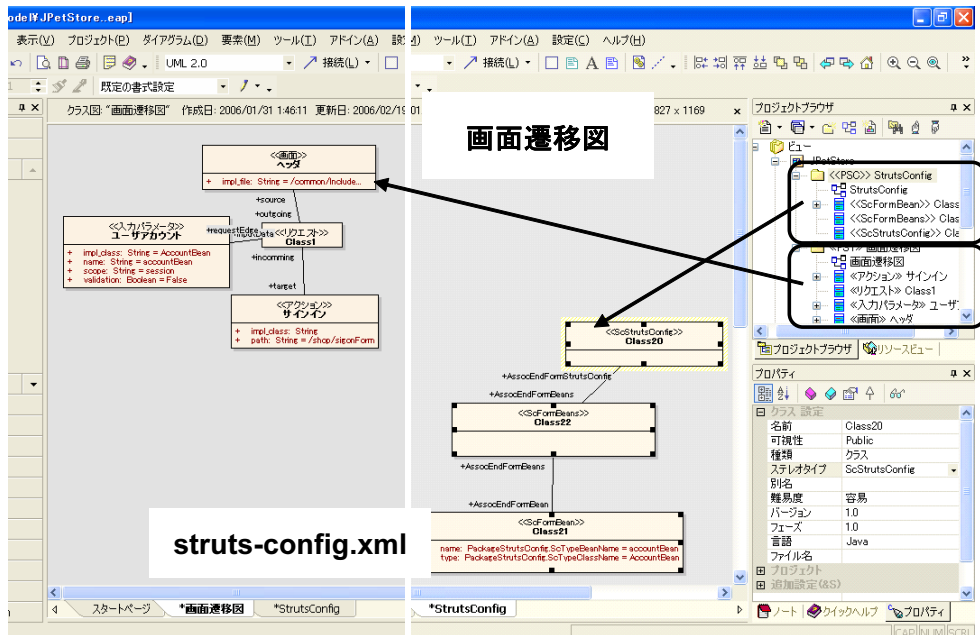 odel¥JPetStore..eap]
表示(V) プロジェクト(P) ダイアグラム(D) 要素(M) ツール(T) アドイン(A)
ツール(T) アドイン(A) 設定(C) ヘルプ(H)
UML 2.0
接続(L)
接続(L)
既定の書式設定
クラス図: "画面遷移図" 作成日: 2006/01/31 1:46:11 更新日: 2006/02/19
827 x 1169
画面遷移図
<<画面>>
ヘッダ
+ impl_file: String = /common/Include...
+source
+outgoing
<<入力パラメータ>>
ユーザアカウント
+ impl_class: String = AccountBean
+ name: String = accountBean
+ scope: String = session
+ validation: Boolean = False
+requestEdge
<<リクエスト>>
Class1
+incomming
+target
<<アクション>>
サインイン
+ impl_class: String
+ path: String = /shop/signonForm
<<ScStrutsConfig>>
Class20
+AssocEndFormStrutsConfig
+AssocEndFormBeans
<<ScFormBeans>>
Class22
+AssocEndFormBeans
+AssocEndFormBean
<<ScFormBean>>
Class21
name: PackageStrutsConfig.ScTypeBeanName = accountBean
type: PackageStrutsConfig.ScTypeClassName = AccountBean
struts-config.xml
スタートページ *画面遷移図 *StrutsConfig
*StrutsConfig
プロジェクトブラウザ
ビュー
JPetStore
<<PSC>> StrutsConfig
StrutsConfig
<<ScFormBean>> Class
<<ScFormBeans>> Clas
<<ScStrutsConfig>> Cla
<<PST>> 画面遷移図
画面遷移図
<<アクション>> サインイン
<<リクエスト>> Class1
<<入力パラメータ>> ユーザ
<<画面>> ヘッダ
プロジェクトブラウザ リソースビュー
プロパティ
クラス 設定
名前 Class20
可視性 Public
種類 クラス
ステレオタイプ ScStrutsConfig
別名
難易度 容易
バージョン 1.0
フェーズ 1.0
言語 Java
ファイル名
プロジェクト
追加設定(&S)
ノート クイックヘルプ プロパティ
CAP NUM SCRL